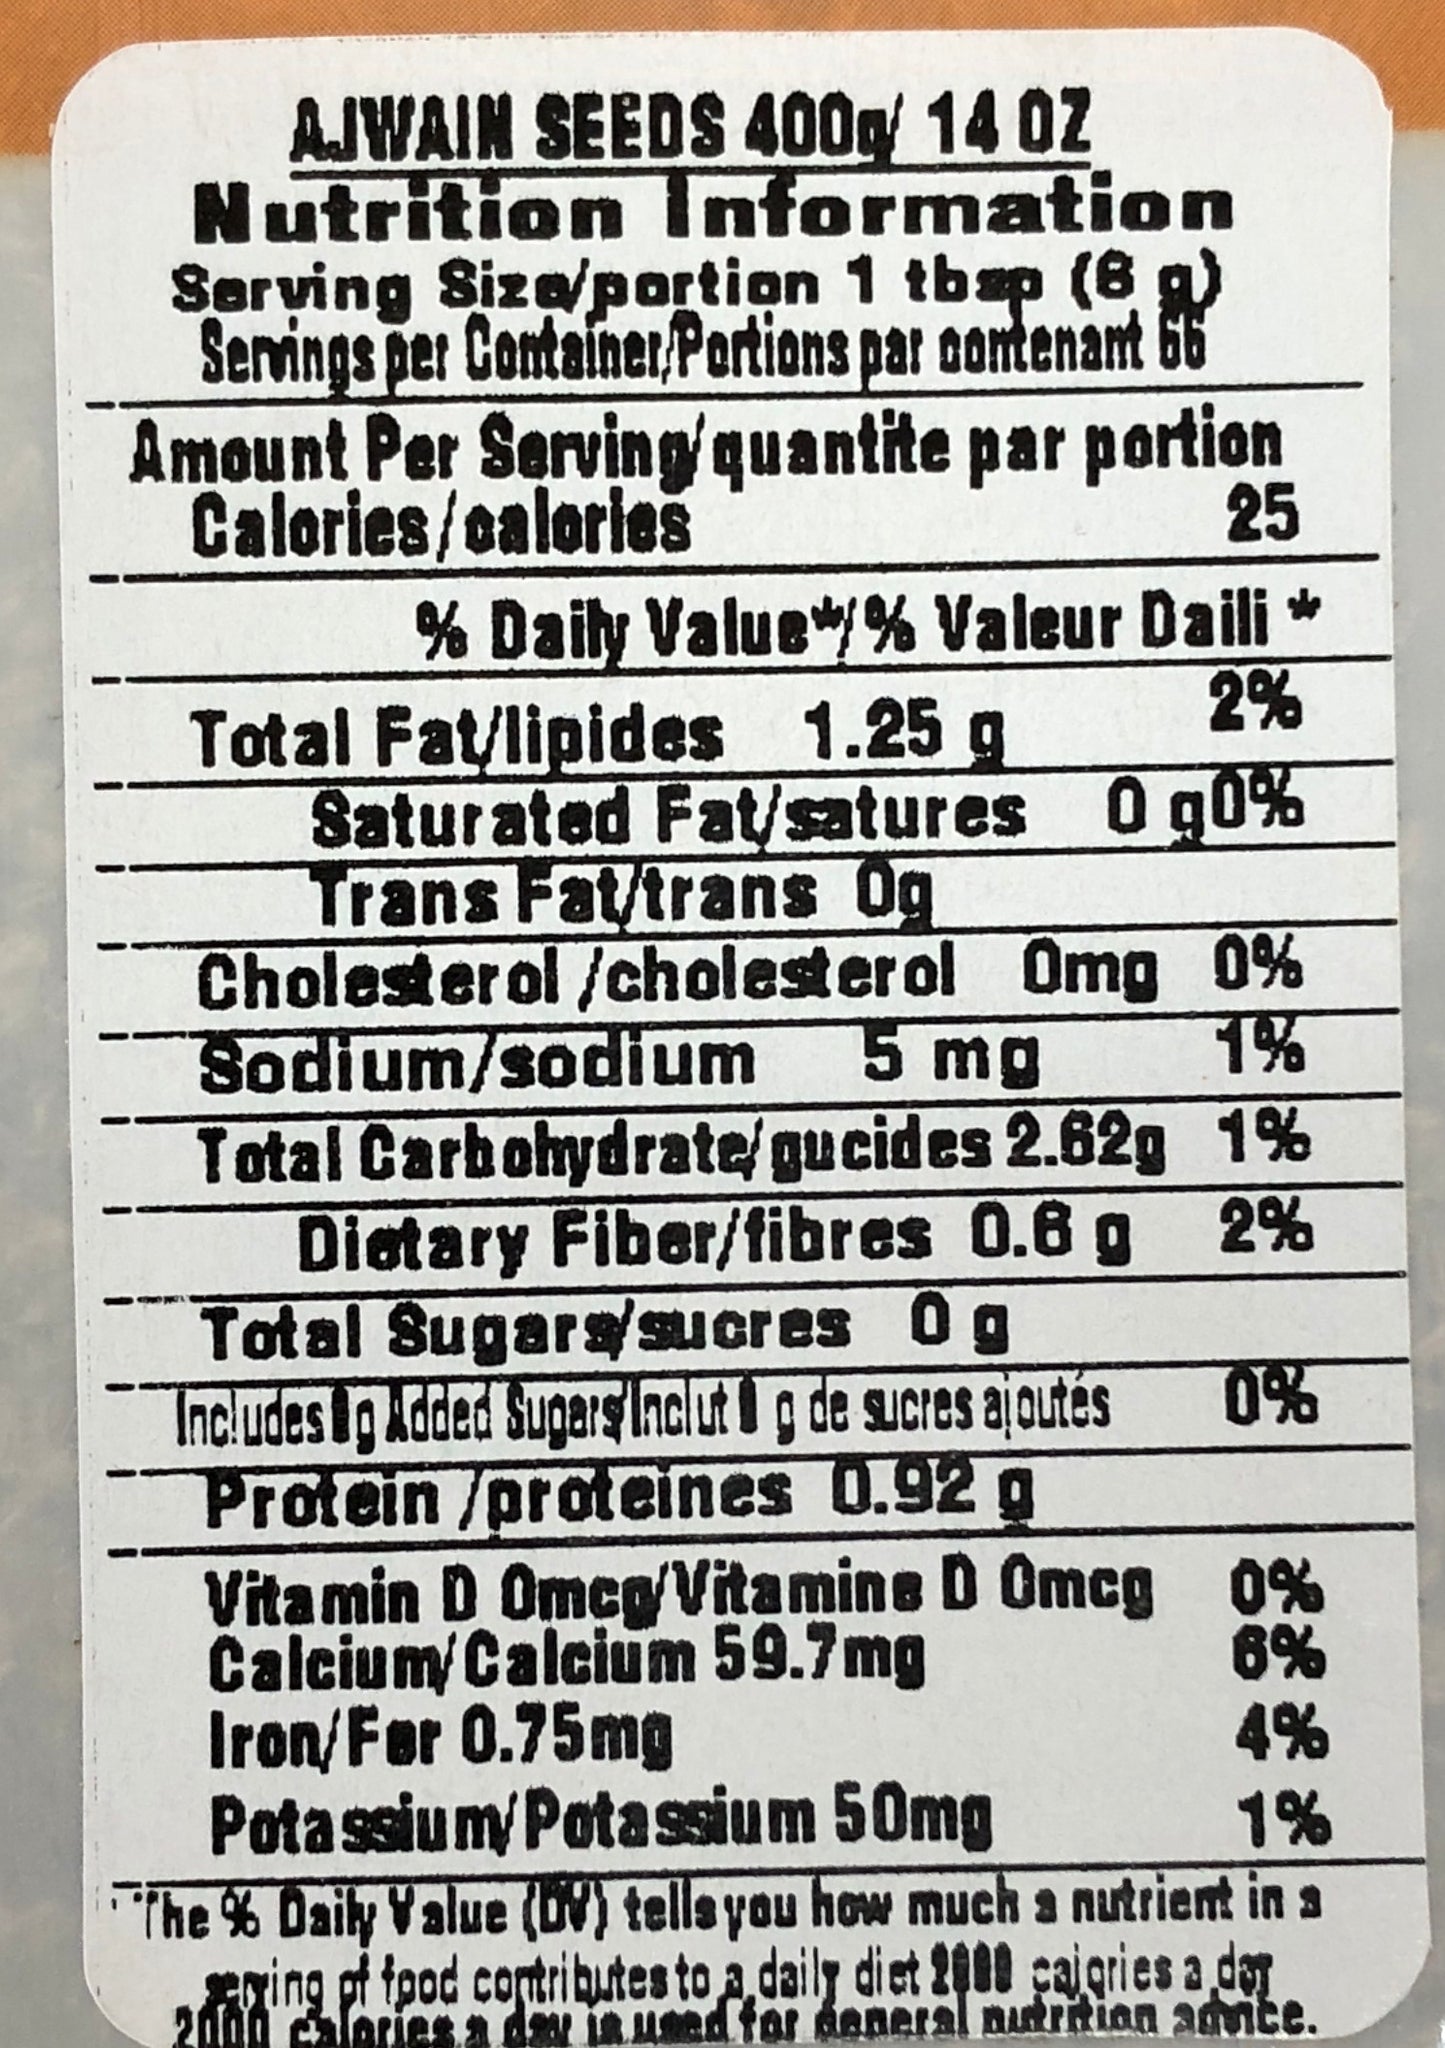 AJWAIN SEEDS 400g/ 14 OZ
Nutrition Information
Serving Size/portion 1 tbsp (6 g)
Servings per Container/Portions par contenant 66
Amount Per Serving/quantite par portion
Calories/calories 25
% Daily Value*/% Valeur Daili *
Total Fat/lipides 1.25 g 2%
Saturated Fat/satures 0 g0%
Trans Fat/trans 0g
Cholesterol /cholesterol 0mg 0%
Sodium/sodium 5 mg 1%
Total Carbohydrate/gucides 2.62g 1%
Dietary Fiber/fibres 0.6 g 2%
Total Sugars/sucres 0 g
Includes 0g Added Sugars/Inclut 0 g de sucres ajoutés 0%
Protein /proteines 0.92 g
Vitamin D 0mcg/Vitamine D 0mcg 0%
Calcium/Calcium 59.7mg 6%
Iron/Fer 0.75mg 4%
Potassium/Potassium 50mg 1%
*The % Daily Value (DV) tells you how much a nutrient in a
serving of food contributes to a daily diet 2000 calories a day
2000 calories a day is used for general nutrition advice.